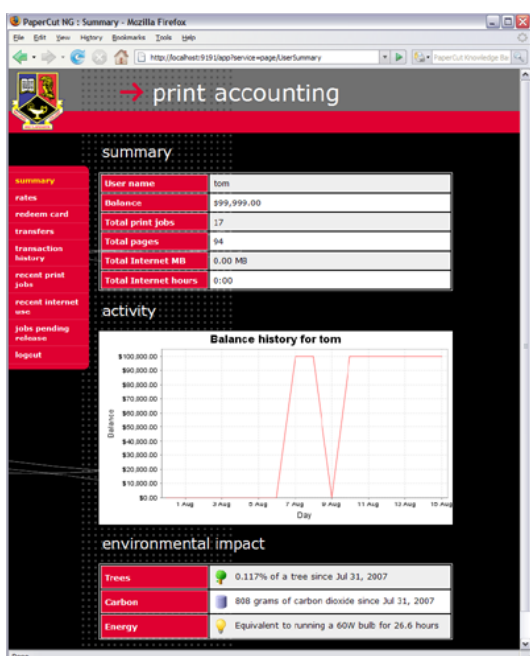 PaperCut NG : Summary - Mozilla Firefox
File Edit View History Bookmarks Tools Help
http://localhost:9191/app?service=page/UserSummary
PaperCut Knowledge Ba
print accounting
summary
summary
rates
redeem card
transfers
transaction
history
recent print
jobs
recent internet
use
jobs pending
release
logout
User name tom
Balance $99,999.00
Total print jobs 17
Total pages 94
Total Internet MB 0.00 MB
Total Internet hours 0:00
activity
Balance history for tom
$100,000.00
$90,000.00
$80,000.00
$70,000.00
$60,000.00
$50,000.00
$40,000.00
$30,000.00
$20,000.00
$10,000.00
$0.00
Balance
1 Aug 3 Aug 5 Aug 7 Aug 9 Aug 11 Aug 13 Aug 15 Aug
Day
environmental impact
Trees 0.117% of a tree since Jul 31, 2007
Carbon 808 grams of carbon dioxide since Jul 31, 2007
Energy Equivalent to running a 60W bulb for 26.6 hours
Done